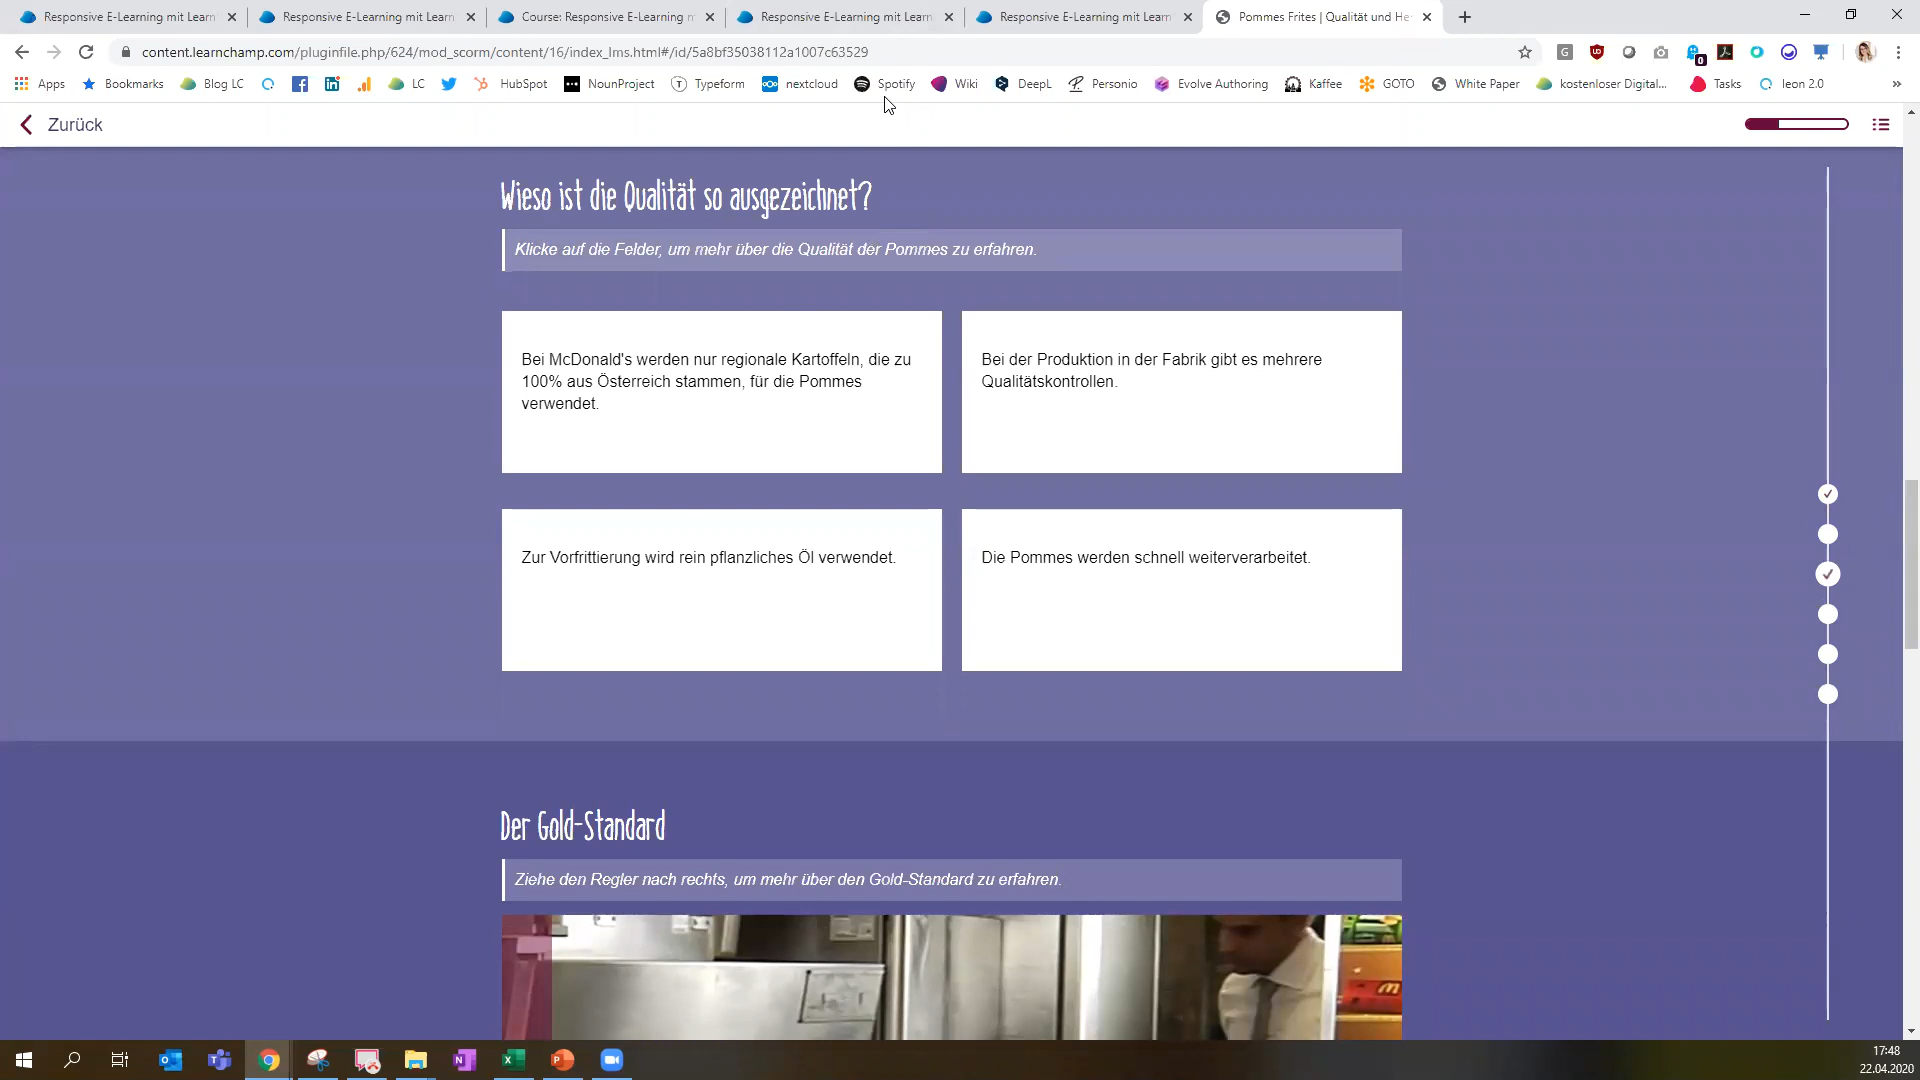 Responsive E-Learning mit Learn
Responsive E-Learning mit Learn
Course: Responsive E-Learning m
Responsive E-Learning mit Learn
Responsive E-Learning mit Learn
Pommes Frites | Qualität und He
content.learnchamp.com/pluginfile.php/624/mod_scorm/content/16/index_lms.html#/id/5a8bf35038112a1007c63529
Apps
Bookmarks
Blog LC
LC
HubSpot
NounProject
Typeform
nextcloud
Spotify
Wiki
DeepL
Personio
Evolve Authoring
Kaffee
GOTO
White Paper
kostenloser Digital...
Tasks
leon 2.0
»
Zurück
Wieso ist die Qualität so ausgezeichnet?
Klicke auf die Felder, um mehr über die Qualität der Pommes zu erfahren.
Bei McDonald's werden nur regionale Kartoffeln, die zu
100% aus Österreich stammen, für die Pommes
verwendet.
Bei der Produktion in der Fabrik gibt es mehrere
Qualitätskontrollen.
Zur Vorfrittierung wird rein pflanzliches Öl verwendet.
Die Pommes werden schnell weiterverarbeitet.
Der Gold-Standard
Ziehe den Regler nach rechts, um mehr über den Gold-Standard zu erfahren.
17:48
22.04.2020